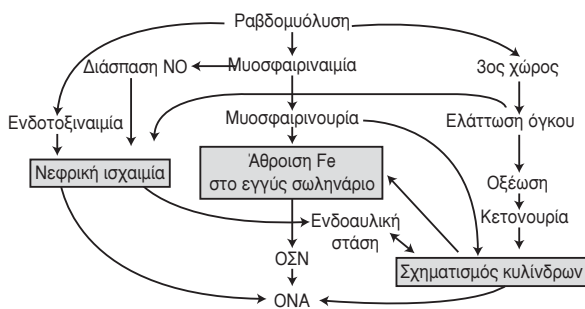 Ραβδομυόλυση
Διάσπαση ΝΟ
Μυοσφαιριναιμία
3ος χώρος
Ενδοτοξιναιμία
Μυοσφαιρινουρία
Ελάττωση όγκου
Νεφρική ισχαιμία
Άθροιση Fe
στο εγγύς σωληνάριο
Οξέωση
Ενδοαυλική
στάση
Κετονουρία
ΟΣΝ
Σχηματισμός κυλίνδρων
ΟΝΑ